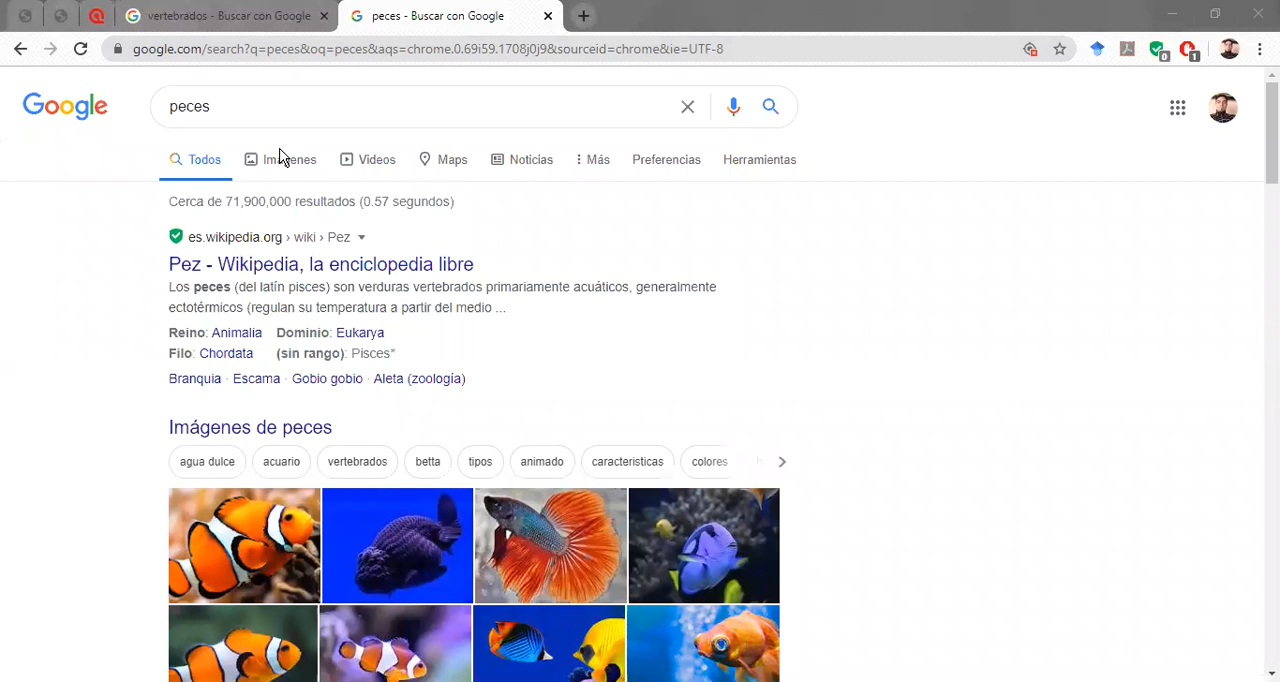 vertebrados - Buscar con Google
peces - Buscar con Google
google.com/search?q=peces&oq=peces&aqs=chrome.0.69i59.1708j0j9&sourceid=chrome&ie=UTF-8
0
1
Google
peces
Todos
Imágenes
Videos
Maps
Noticias
Más
Preferencias
Herramientas
Cerca de 71,900,000 resultados (0.57 segundos)
es.wikipedia.org › wiki › Pez
Pez - Wikipedia, la enciclopedia libre
Los peces (del latín pisces) son verduras vertebrados primariamente acuáticos, generalmente
ectotérmicos (regulan su temperatura a partir del medio ...
Reino: Animalia Dominio: Eukarya
Filo: Chordata (sin rango): Pisces*
Branquia · Escama · Gobio gobio · Aleta (zoología)
Imágenes de peces
agua dulce
acuario
vertebrados
betta
tipos
animado
caracteristicas
colores